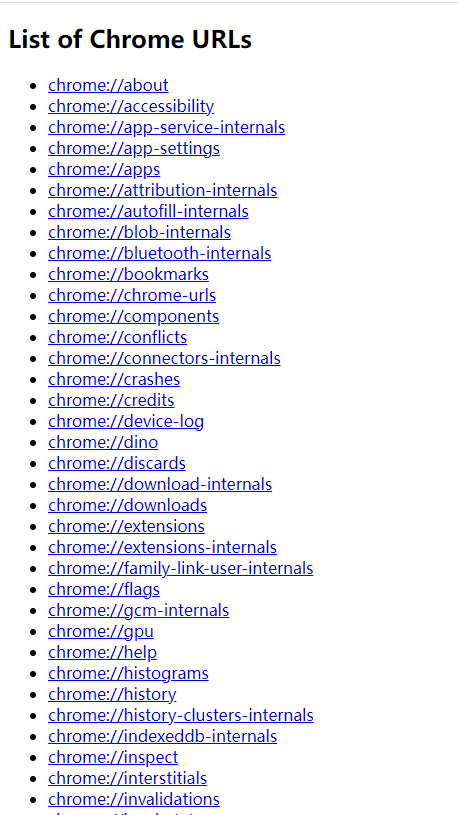 List of Chrome URLs
chrome://about
chrome://accessibility
chrome://app-service-internals
chrome://app-settings
chrome://apps
chrome://attribution-internals
chrome://autofill-internals
chrome://blob-internals
chrome://bluetooth-internals
chrome://bookmarks
chrome://chrome-urls
chrome://components
chrome://conflicts
chrome://connectors-internals
chrome://crashes
chrome://credits
chrome://device-log
chrome://dino
chrome://discards
chrome://download-internals
chrome://downloads
chrome://extensions
chrome://extensions-internals
chrome://family-link-user-internals
chrome://flags
chrome://gcm-internals
chrome://gpu
chrome://help
chrome://histograms
chrome://history
chrome://history-clusters-internals
chrome://indexeddb-internals
chrome://inspect
chrome://interstitials
chrome://invalidations